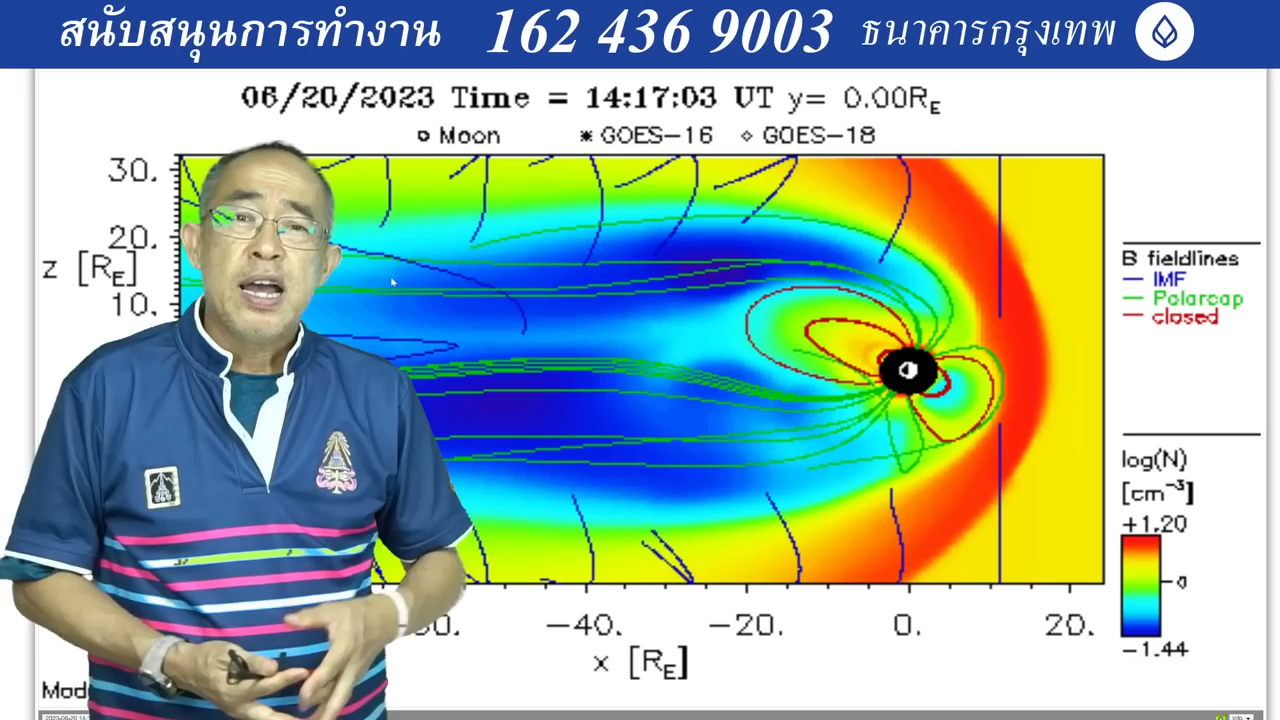 สนับสนุนการทำงาน 162 436 9003 ธนาคารกรุงเทพ
06/20/2023 Time = 14:17:03 UT y= 0.00RE
Moon GOES-16 GOES-18
30.
20.
z [RE]
10.
B fieldlines
IMF
Polarcap
closed
log(N)
[cm-3]
+1.20
0
-1.44
-40. -20. 0. 20.
x [RE]